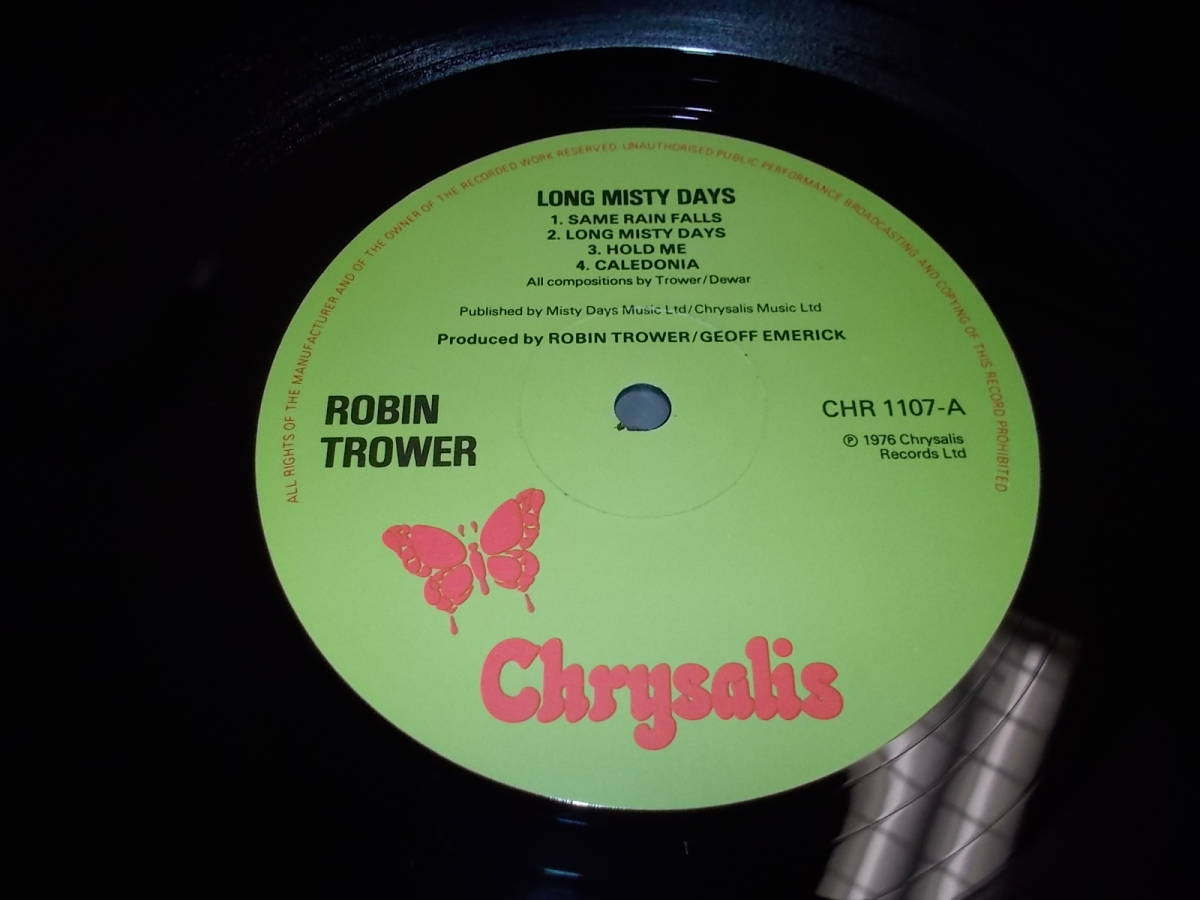 ALL RIGHTS OF THE MANUFACTURER AND OF THE OWNER OF THE RECORDED WORK RESERVED. UNAUTHORISED PUBLIC PERFORMANCE BROADCASTING AND COPYING OF THIS RECORD PROHIBITED
LONG MISTY DAYS
1. SAME RAIN FALLS
2. LONG MISTY DAYS
3. HOLD ME
4. CALEDONIA
All compositions by Trower/Dewar
Published by Misty Days Music Ltd/Chrysalis Music Ltd
Produced by ROBIN TROWER/GEOFF EMERICK
ROBIN
TROWER
CHR 1107-A
℗ 1976 Chrysalis
Records Ltd
Chrysalis